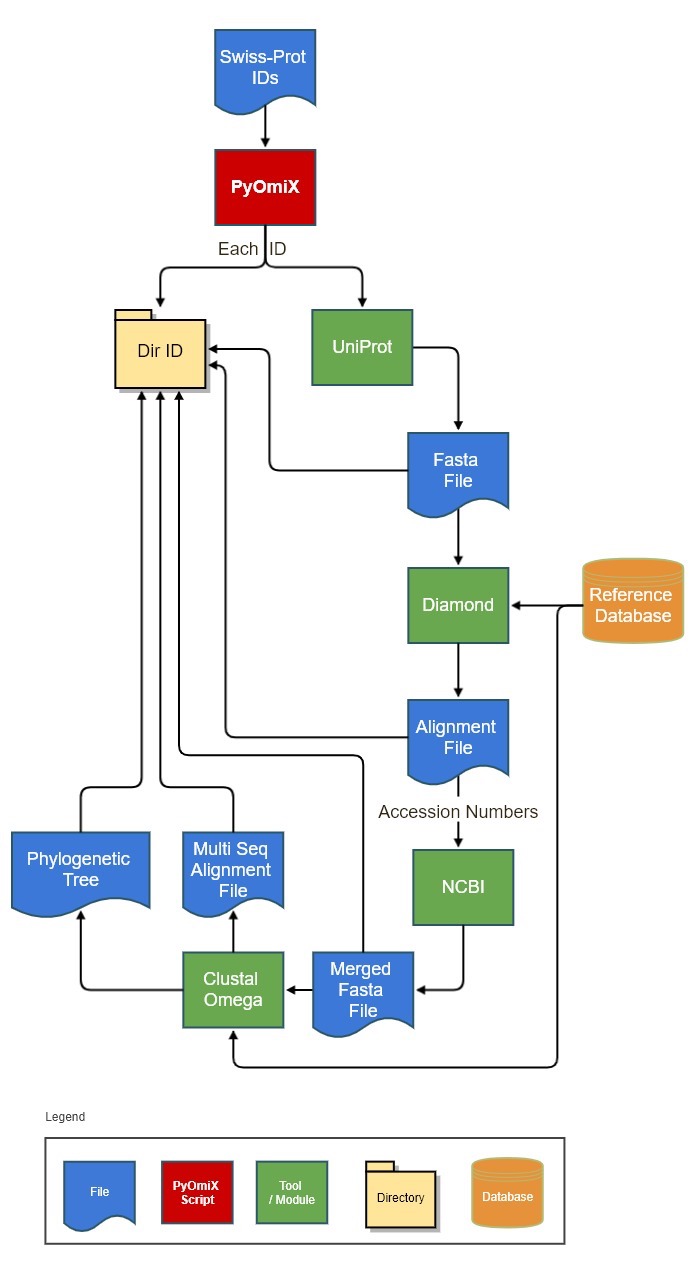 Swiss-Prot
IDs
PyOmiX
Each ID
Dir ID
UniProt
Fasta
File
Diamond
Reference
Database
Alignment
File
Accession Numbers
Phylogenetic
Tree
Multi Seq
Alignment
File
NCBI
Clustal
Omega
Merged
Fasta
File
Legend
File
PyOmiX
Script
Tool
/ Module
Directory
Database